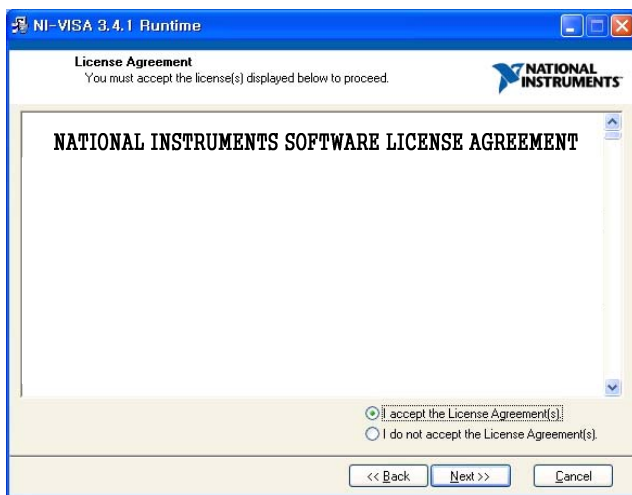 NI-VISA 3.4.1 Runtime
License Agreement
You must accept the license(s) displayed below to proceed.
NATIONAL
INSTRUMENTS™
NATIONAL INSTRUMENTS SOFTWARE LICENSE AGREEMENT
I accept the License Agreement(s).
I do not accept the License Agreement(s).
<< Back
Next >>
Cancel